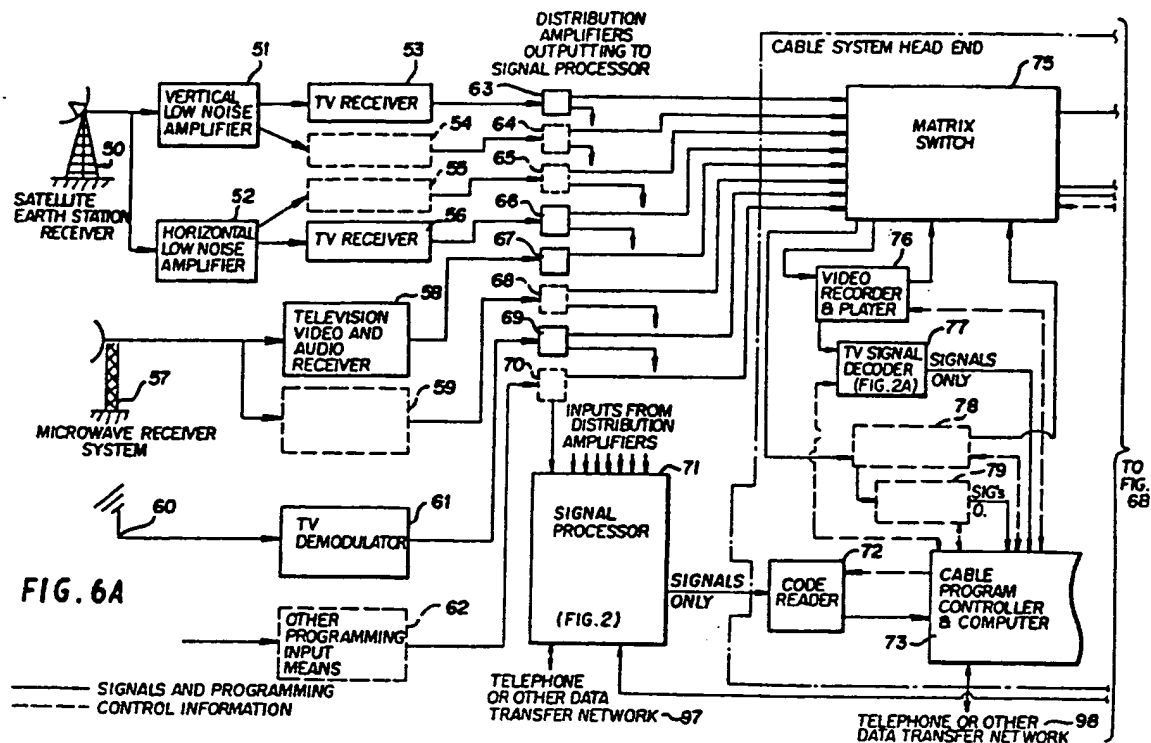 DISTRIBUTION
AMPLIFIERS
OUTPUTTING TO
SIGNAL PROCESSOR
CABLE SYSTEM HEAD END
51
53
63
75
VERTICAL
LOW NOISE
AMPLIFIER
TV RECEIVER
MATRIX
SWITCH
54
64
50
55
65
SATELLITE
EARTH STATION
RECEIVER
52
56
66
HORIZONTAL
LOW NOISE
AMPLIFIER
TV RECEIVER
67
76
VIDEO
RECORDER
& PLAYER
58
68
TELEVISION
VIDEO AND
AUDIO
RECEIVER
69
77
TV SIGNAL
DECODER
(FIG.2A)
SIGNALS
ONLY
57
59
70
MICROWAVE RECEIVER
SYSTEM
INPUTS FROM
DISTRIBUTION
AMPLIFIERS
78
79
SIG'S
O.
TO
FIG.
6B
71
60
61
TV
DEMODULATOR
SIGNAL
PROCESSOR
(FIG.2)
72
SIGNALS
ONLY
CODE
READER
CABLE
PROGRAM
CONTROLLER
& COMPUTER
73
FIG.6A
62
OTHER
PROGRAMMING
INPUT
MEANS
SIGNALS AND PROGRAMMING
CONTROL INFORMATION
TELEPHONE
OR OTHER DATA
TRANSFER NETWORK~97
TELEPHONE OR OTHER~98
DATA TRANSFER NETWORK